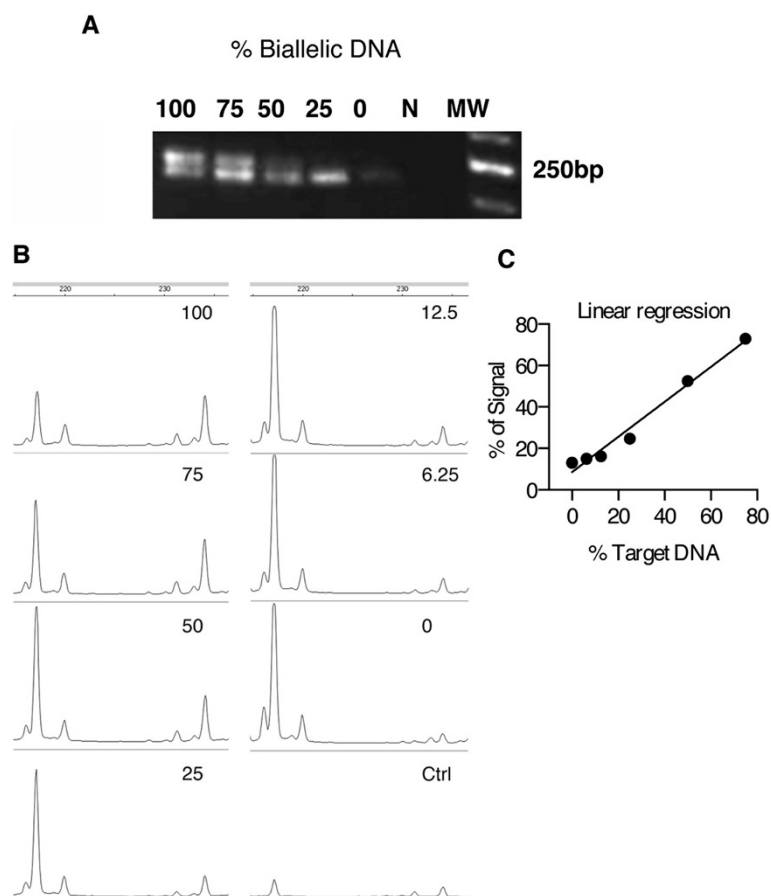 A
% Biallelic DNA
100 75 50 25 0 N MW
250bp
B
220 230
100
75
50
25
220 230
12.5
6.25
0
Ctrl
C
Linear regression
% of Signal
80
60
40
20
0
0 20 40 60 80
% Target DNA